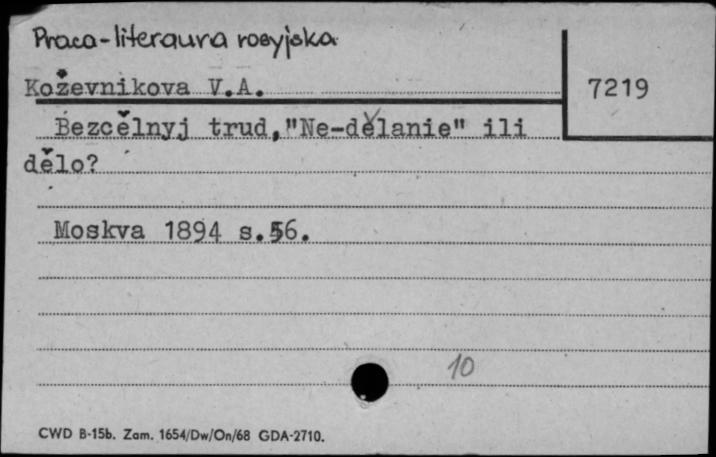 Praca-literaura rosyjska
Koževnikova V.A.
7219
Bezcělnyj trud,"Ne-dělanie" ili
dělo?
Moskva 1894 s.56.
10
CWD B-15b. Zam. 1654/Dw/On/68 GDA-2710.